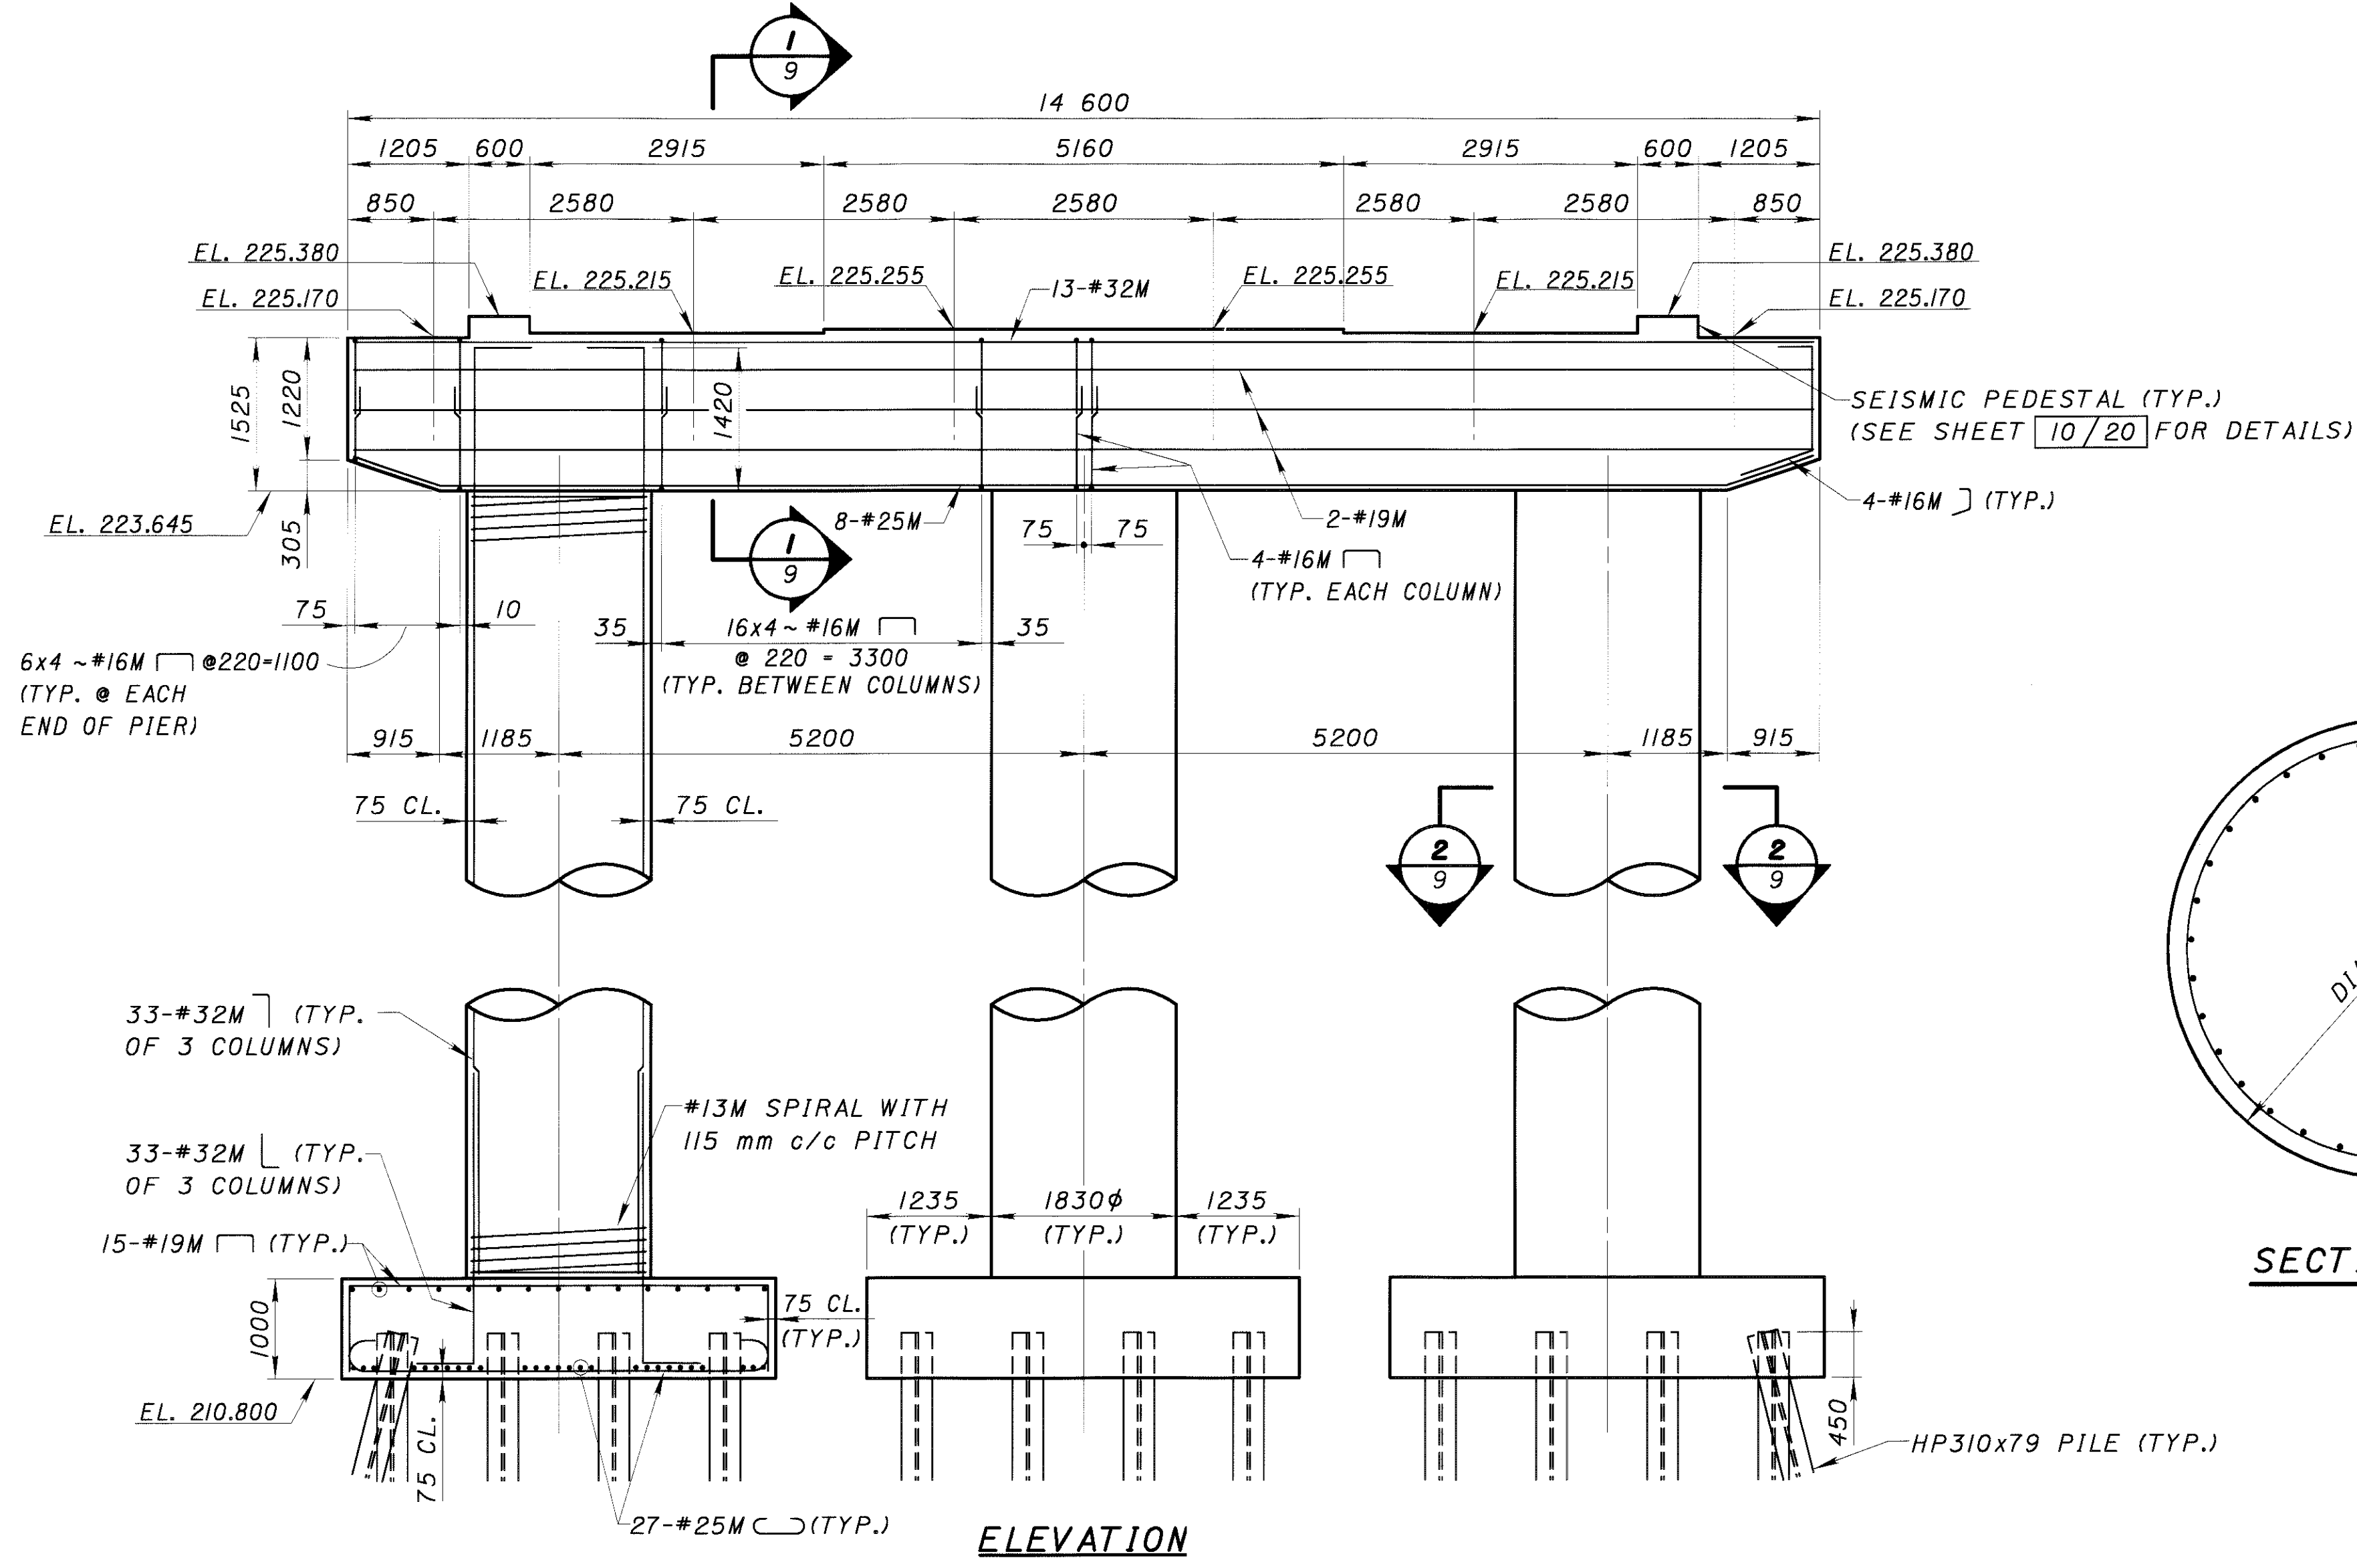 1
9
14 600
1205 600 2915 5160 2915 600 1205
850 2580 2580 2580 2580 2580 850
EL. 225.380
EL. 225.170
EL. 225.215
EL. 225.255
13-#32M
EL. 225.255
EL. 225.215
EL. 225.380
EL. 225.170
1525
1220
1420
305
SEISMIC PEDESTAL (TYP.)
(SEE SHEET 10/20 FOR DETAILS)
4-#16M (TYP.)
EL. 223.645
8-#25M
1
9
75 75
2-#19M
4-#16M
(TYP. EACH COLUMN)
75 10
6x4 ~#16M @220=1100
(TYP. @ EACH
END OF PIER)
35 16x4 ~ #16M 35
@ 220 = 3300
(TYP. BETWEEN COLUMNS)
915 1185 5200 5200 1185 915
75 CL. 75 CL.
2
9
2
9
33-#32M (TYP.
OF 3 COLUMNS)
#13M SPIRAL WITH
115 mm c/c PITCH
33-#32M (TYP.
OF 3 COLUMNS)
15-#19M (TYP.)
1235
(TYP.)
1830ϕ
(TYP.)
1235
(TYP.)
1000
75 CL.
(TYP.)
EL. 210.800
75 CL.
450
HP310x79 PILE (TYP.)
27-#25M (TYP.)
ELEVATION
DI
SECT